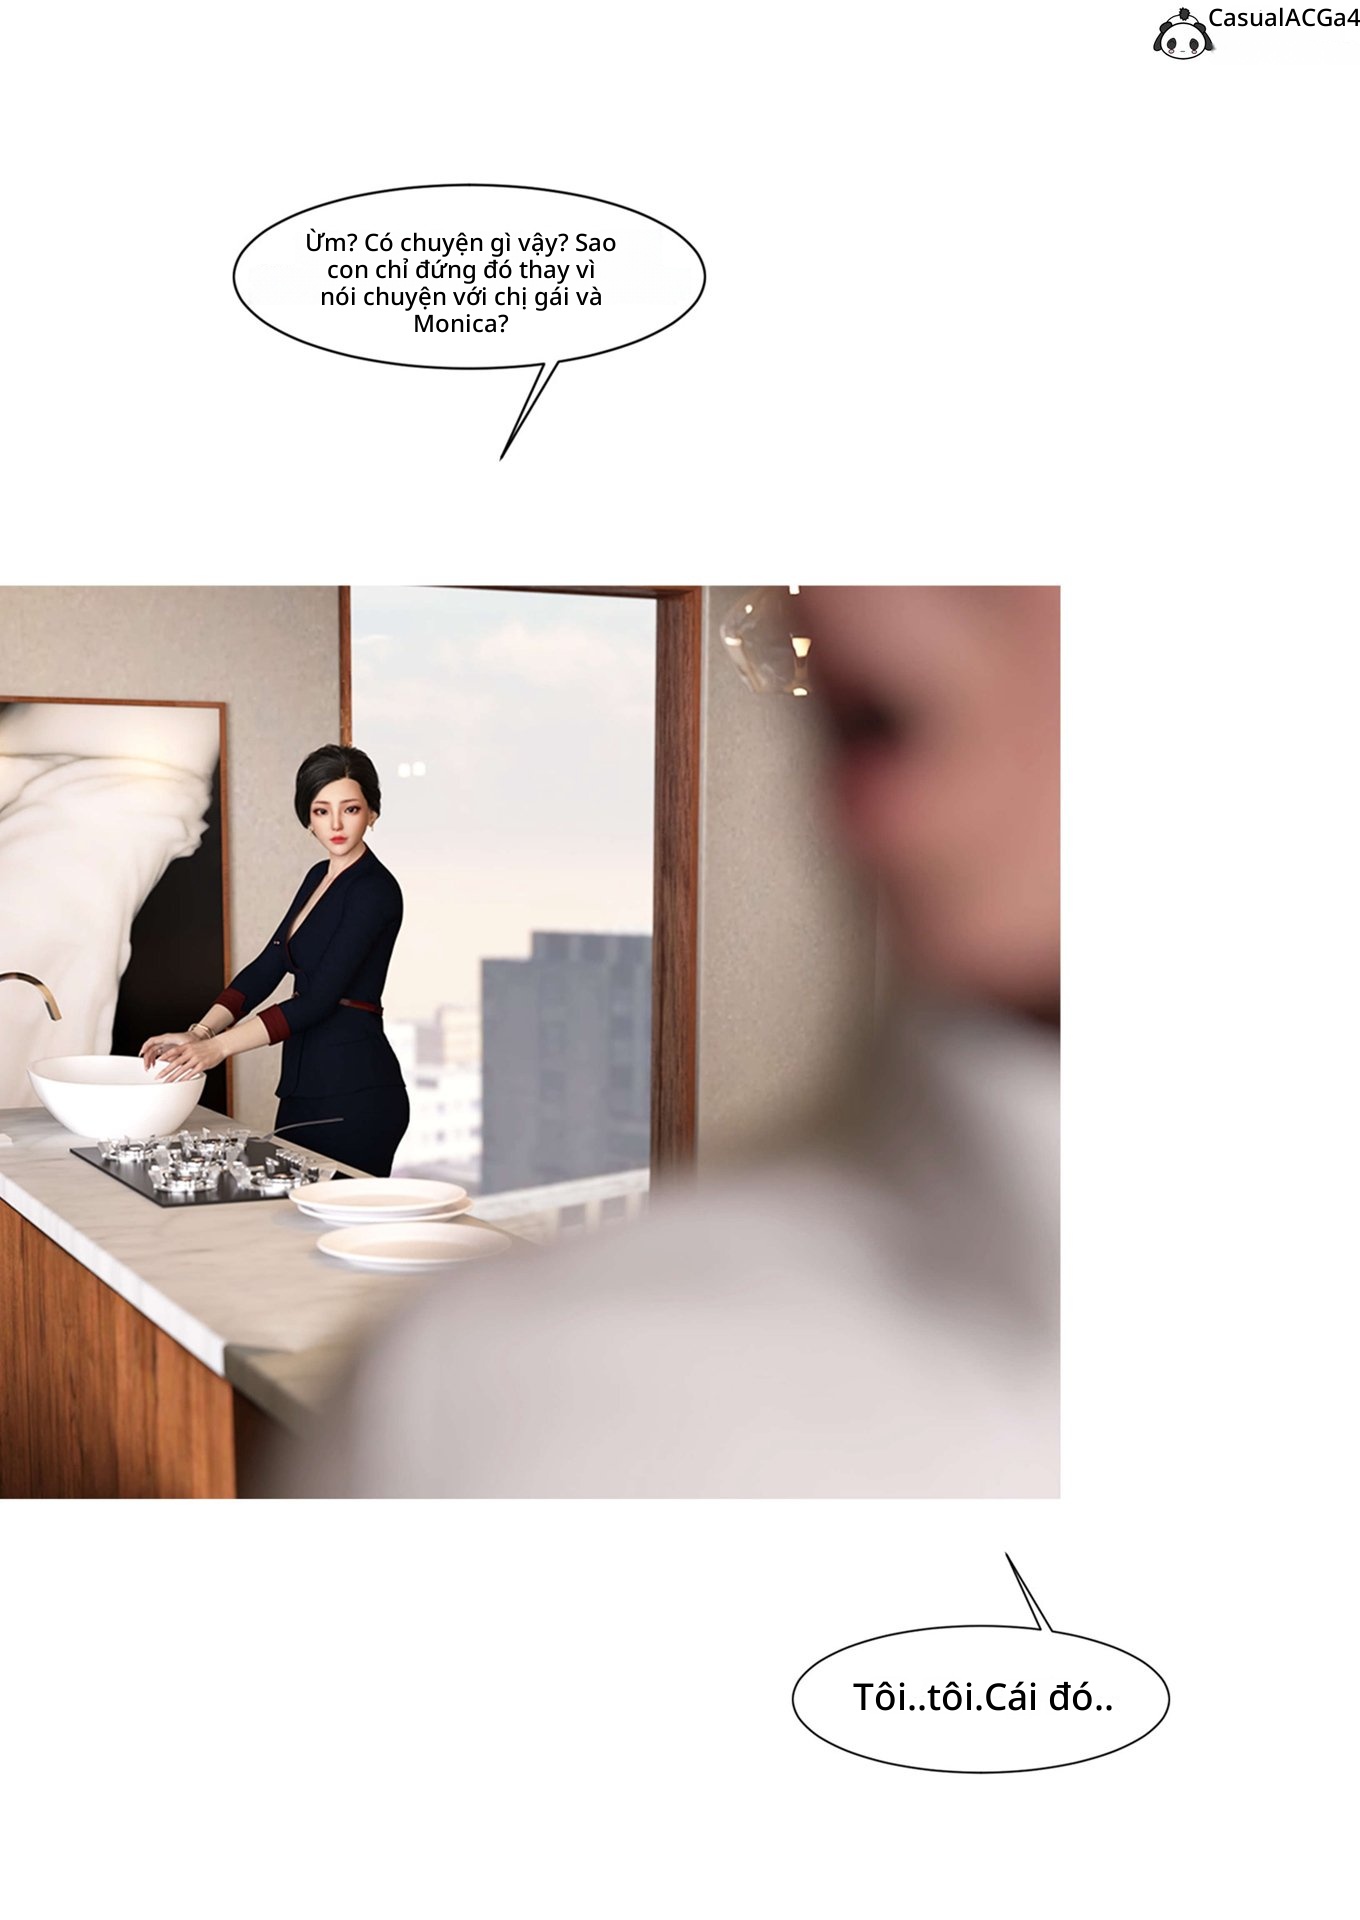 CasualACGa4
Ừm? Có chuyện gì vậy? Sao
con chỉ đứng đó thay vì
nói chuyện với chị gái và
Monica?
Tôi..tôi.Cái đó..